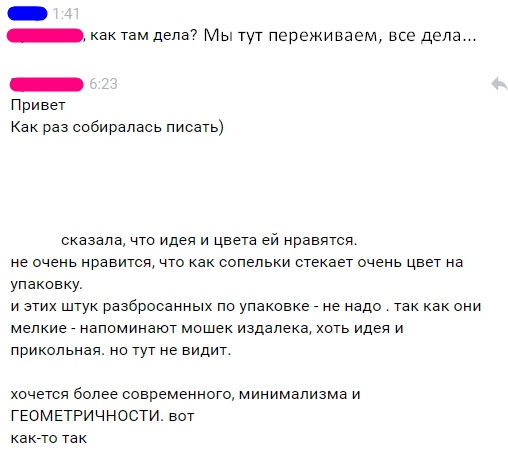 1:41
, как там дела? Мы тут переживаем, все дела...
6:23
Привет
Как раз собиралась писать)
сказала, что идея и цвета ей нравятся.
не очень нравится, что как сопельки стекает очень цвет на
упаковку.
и этих штук разбросанных по упаковке - не надо . так как они
мелкие - напоминают мошек издалека, хоть идея и
прикольная. но тут не видит.
хочется более современного, минимализма и
ГЕОМЕТРИЧНОСТИ. вот
как-то так